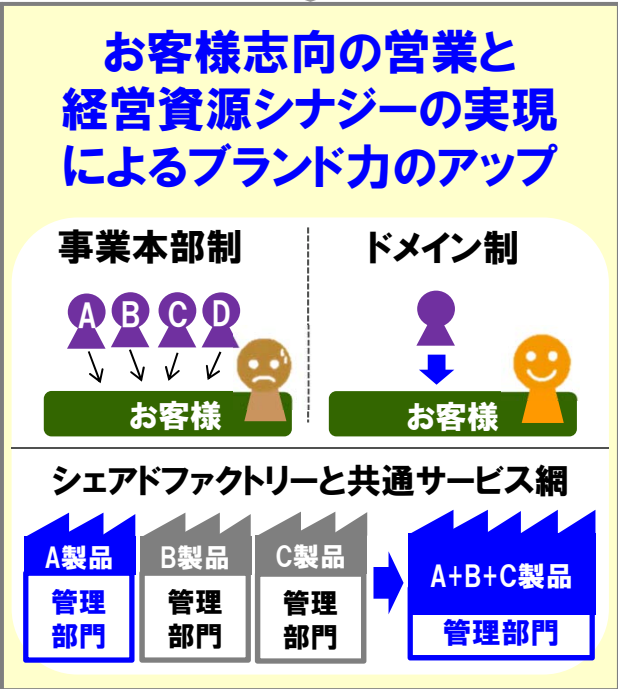 お客様志向の営業と
経営資源シナジーの実現
によるブランド力のアップ
事業本部制
A B C D
お客様
ドメイン制
お客様
シェアドファクトリーと共通サービス網
A製品
管理
部門
B製品
管理
部門
C製品
管理
部門
A+B+C製品
管理部門